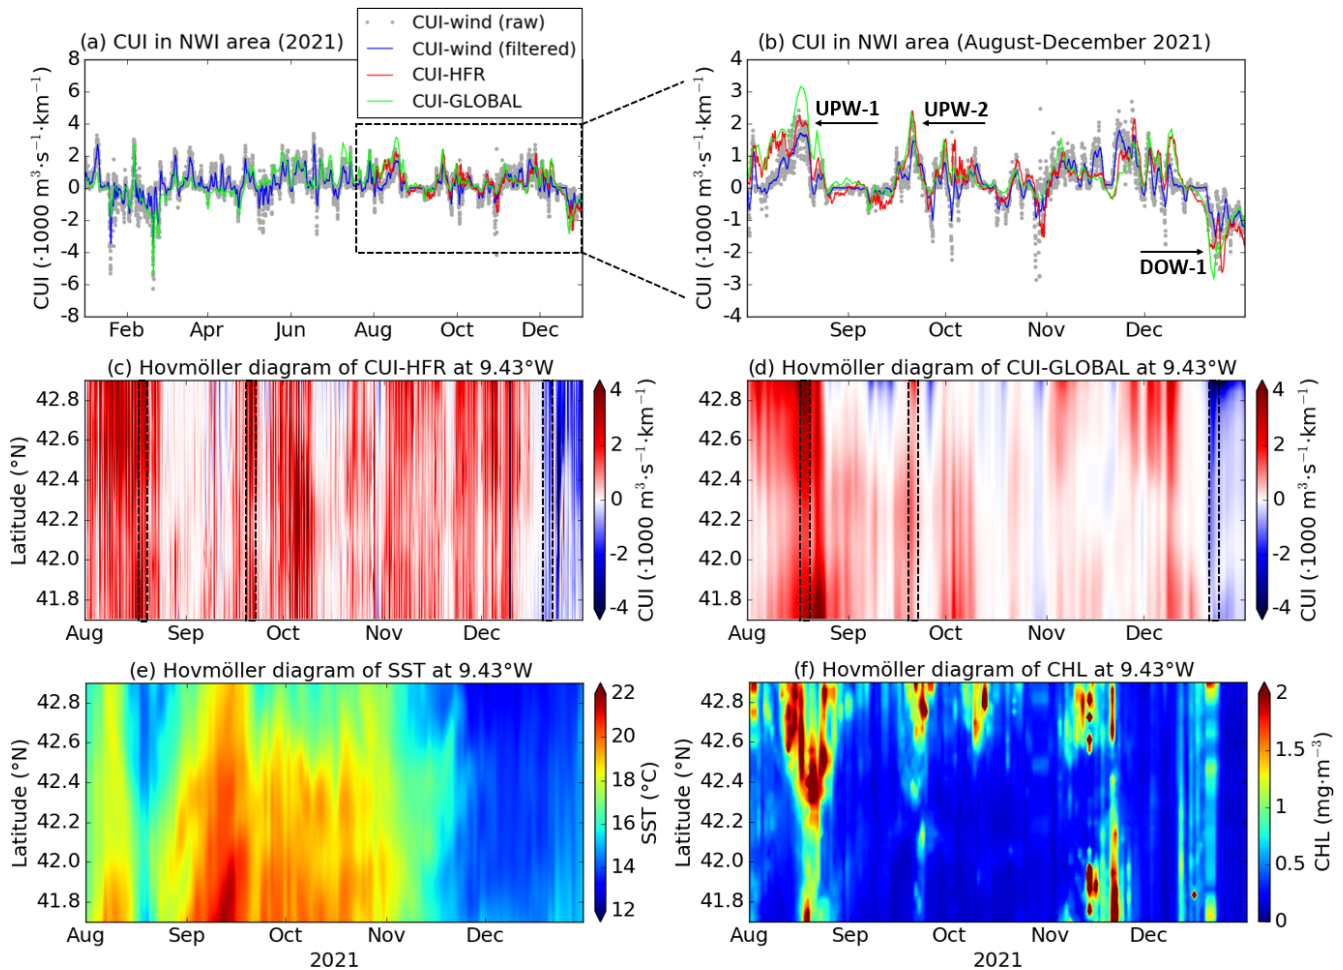 (a) CUI in NWI area (2021)
CUI-wind (raw)
CUI-wind (filtered)
CUI-HFR
CUI-GLOBAL
CUI (·1000 m³·s⁻¹·km⁻¹)
8
6
4
2
0
-2
-4
-6
-8
Feb Apr Jun Aug Oct Dec
(b) CUI in NWI area (August-December 2021)
CUI (·1000 m³·s⁻¹·km⁻¹)
4
3
2
1
0
-1
-2
-3
-4
UPW-1
UPW-2
DOW-1
Sep Oct Nov Dec
(c) Hovmöller diagram of CUI-HFR at 9.43°W
Latitude (°N)
42.8
42.6
42.4
42.2
42.0
41.8
Aug Sep Oct Nov Dec
4
2
0
-2
-4
CUI (·1000 m³·s⁻¹·km⁻¹)
(d) Hovmöller diagram of CUI-GLOBAL at 9.43°W
42.8
42.6
42.4
42.2
42.0
41.8
Aug Sep Oct Nov Dec
4
2
0
-2
-4
CUI (·1000 m³·s⁻¹·km⁻¹)
(e) Hovmöller diagram of SST at 9.43°W
Latitude (°N)
42.8
42.6
42.4
42.2
42.0
41.8
Aug Sep Oct Nov Dec
2021
22
20
18
16
14
12
SST (°C)
(f) Hovmöller diagram of CHL at 9.43°W
Latitude (°N)
42.8
42.6
42.4
42.2
42.0
41.8
Aug Sep Oct Nov Dec
2021
2
1.5
1
0.5
0
CHL (mg·m⁻³)